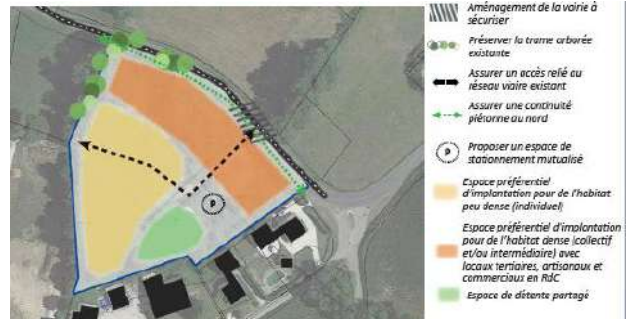 Aménagement de la voirie à
sécuriser
Préserver la trame arborée
existante
Assurer un accès relié au
réseau viaire existant
Assurer une continuité
piétonne au nord
P
Proposer un espace de
stationnement mutualisé
P
Espace préférentiel
d'implantation pour de l'habitat
peu dense (individuel)
Espace préférentiel d'implantation
pour de l'habitat dense (collectif
et/ou intermédiaire) avec
locaux tertiaires, artisanaux et
commerciaux en RdC
Espace de détente partagé